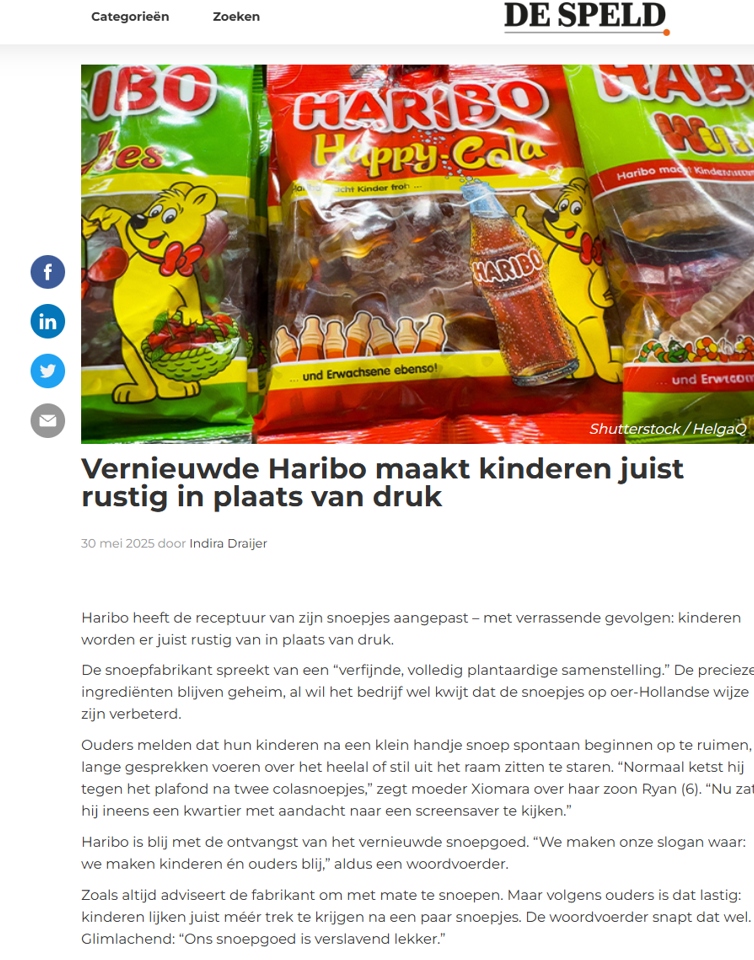 Categorieën
Zoeken
DE SPELD
IBO
HARIBO
HAB
Happy-Cola
Haribo mac
... und Erwachsene ebenso!
HARIBO
... und
Shutterstock / HelgaQ
Vernieuwde Haribo maakt kinderen juist
rustig in plaats van druk
30 mei 2025 door Indira Draijer
Haribo heeft de receptuur van zijn snoepjes aangepast – met verrassende gevolgen: kinderen
worden er juist rustig van in plaats van druk.
De snoepfabrikant spreekt van een “verfijnde, volledig plantaardige samenstelling.” De precieze
ingrediënten blijven geheim, al wil het bedrijf wel kwijt dat de snoepjes op oer-Hollandse wijze
zijn verbeterd.
Ouders melden dat hun kinderen na een klein handje snoep spontaan beginnen op te ruimen,
lange gesprekken voeren over het heelal of stil uit het raam zitten te staren. “Normaal ketst hij
tegen het plafond na twee colasnoepjes,” zegt moeder Xiomara over haar zoon Ryan (6). “Nu zat
hij ineens een kwartier met aandacht naar een screensaver te kijken.”
Haribo is blij met de ontvangst van het vernieuwde snoepgoed. “We maken onze slogan waar:
we maken kinderen én ouders blij,” aldus een woordvoerder.
Zoals altijd adviseert de fabrikant om met mate te snoepen. Maar volgens ouders is dat lastig:
kinderen lijken juist méér trek te krijgen na een paar snoepjes. De woordvoerder snapt dat wel.
Glimlachend: “Ons snoepgoed is verslavend lekker.”